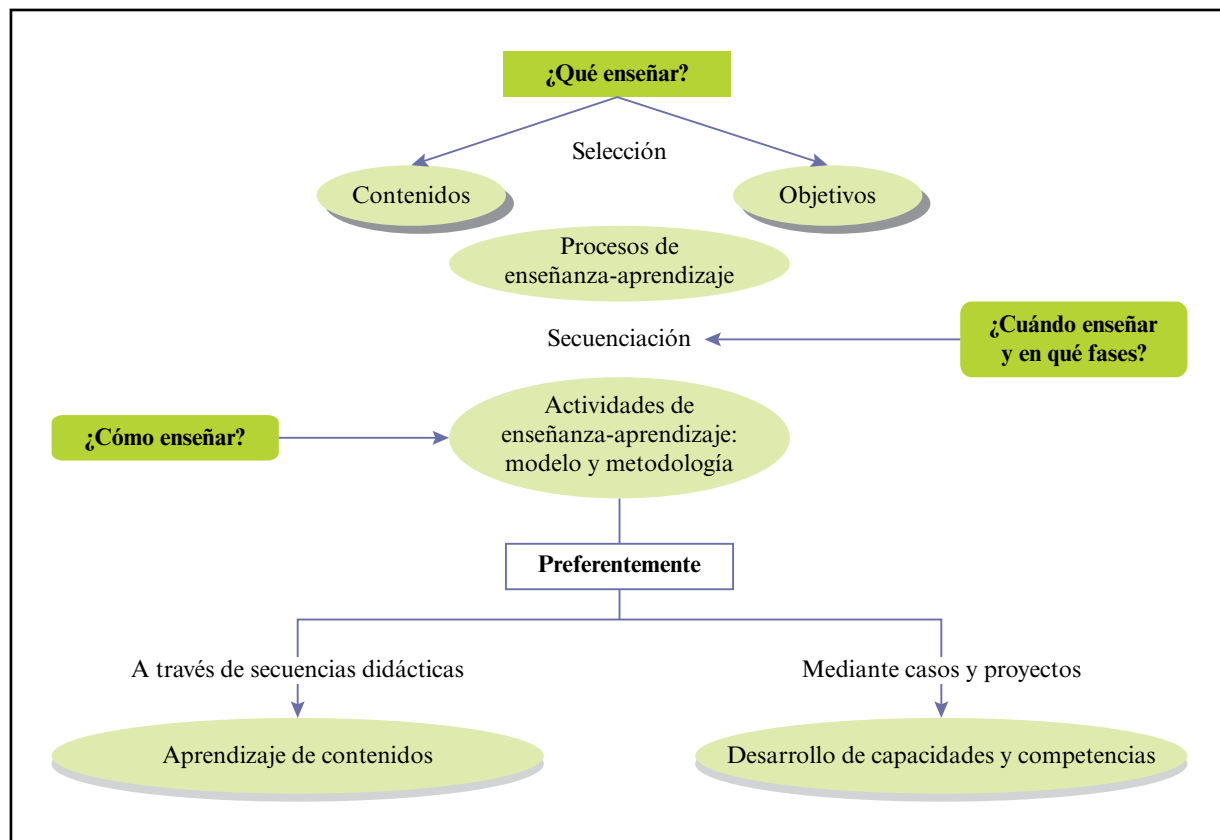 ¿Qué enseñar?
Selección
Contenidos
Objetivos
Procesos de
enseñanza-aprendizaje
Secuenciación
¿Cuándo enseñar
y en qué fases?
¿Cómo enseñar?
Actividades de
enseñanza-aprendizaje:
modelo y metodología
Preferentemente
A través de secuencias didácticas
Mediante casos y proyectos
Aprendizaje de contenidos
Desarrollo de capacidades y competencias